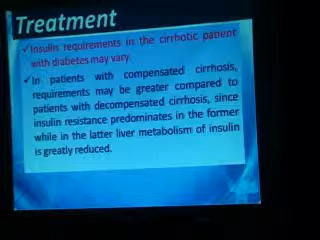 Treatment
✓Insulin requirements in the cirrhotic patient
with diabetes may vary.
✓In patients with compensated cirrhosis,
requirements may be greater compared to
patients with decompensated cirrhosis, since
insulin resistance predominates in the former
while in the latter liver metabolism of insulin
is greatly reduced.